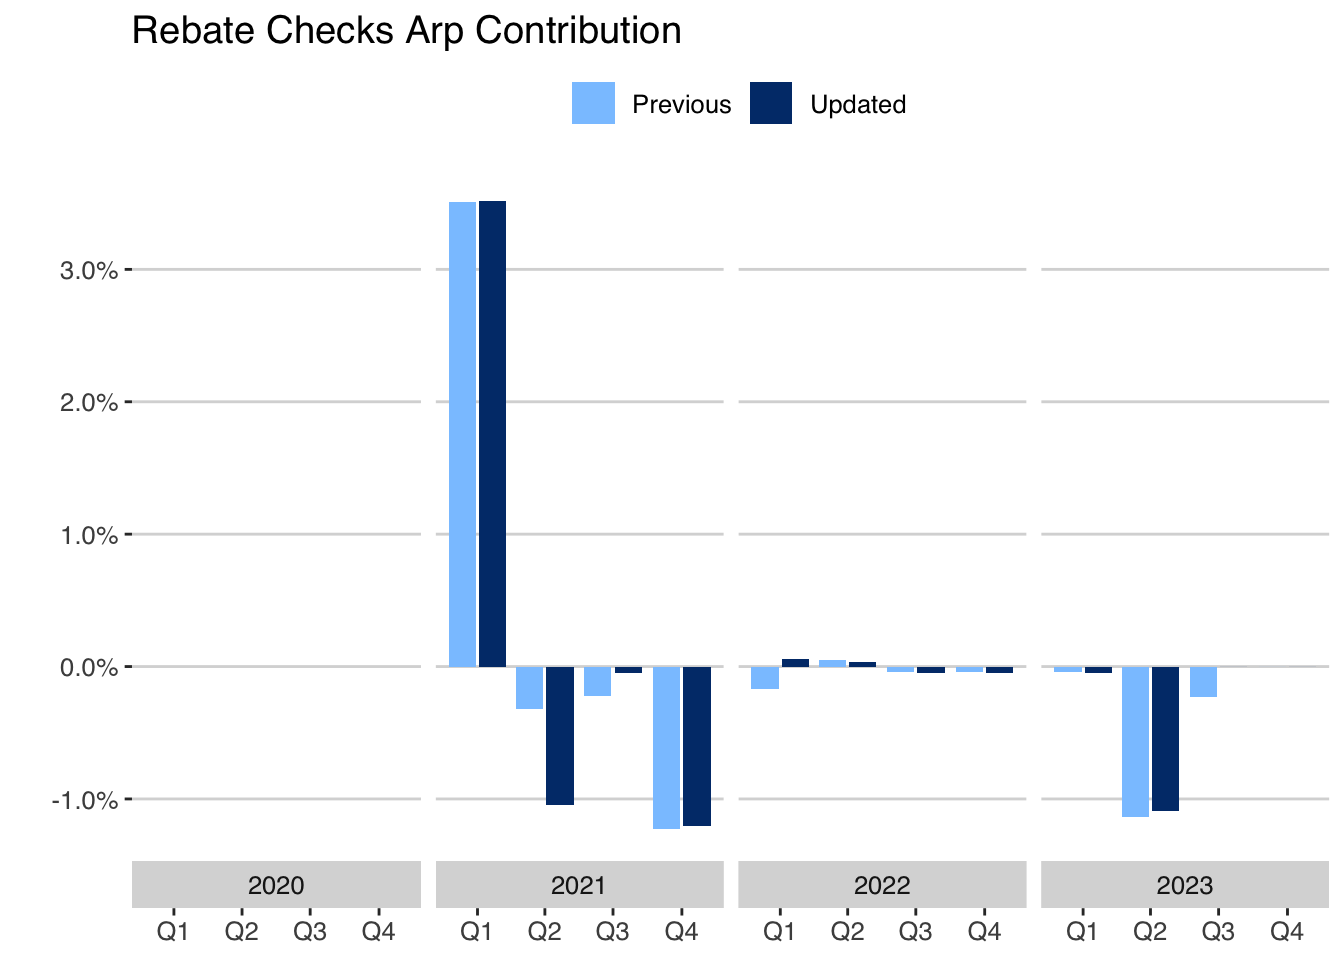 Rebate Checks Arp Contribution
Previous Updated
3.0%
2.0%
1.0%
0.0%
-1.0%
2020 2021 2022 2023
Q1 Q2 Q3 Q4 Q1 Q2 Q3 Q4 Q1 Q2 Q3 Q4 Q1 Q2 Q3 Q4